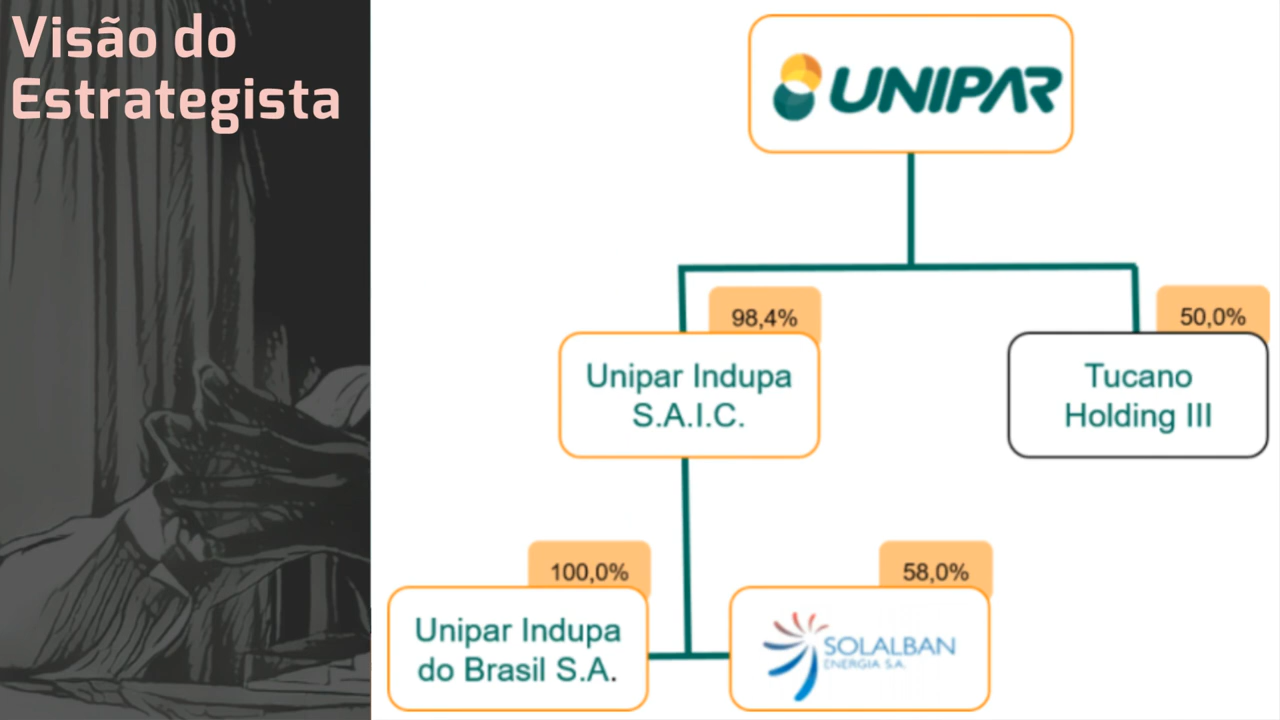 Visão do
Estrategista
UNIPAR
98,4%
50,0%
Unipar Indupa
S.A.I.C.
Tucano
Holding III
100,0%
58,0%
Unipar Indupa
do Brasil S.A.
SOLALBAN
ENERGIA S.A.